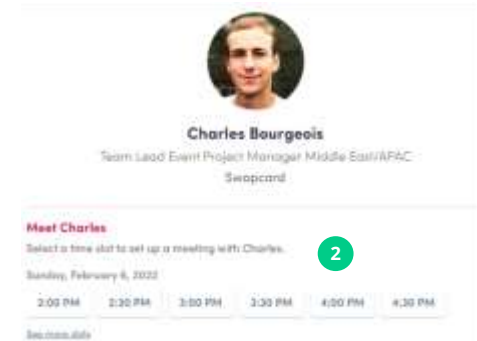 Charles Bourgeois
Team Lead Event Project Manager Middle East/APAC
Swapcard
Meet Charles
Select a time slot to set up a meeting with Charles.
2
Sunday, February 6, 2022
2:00 PM 2:30 PM 3:00 PM 3:30 PM 4:00 PM 4:30 PM
See more slots